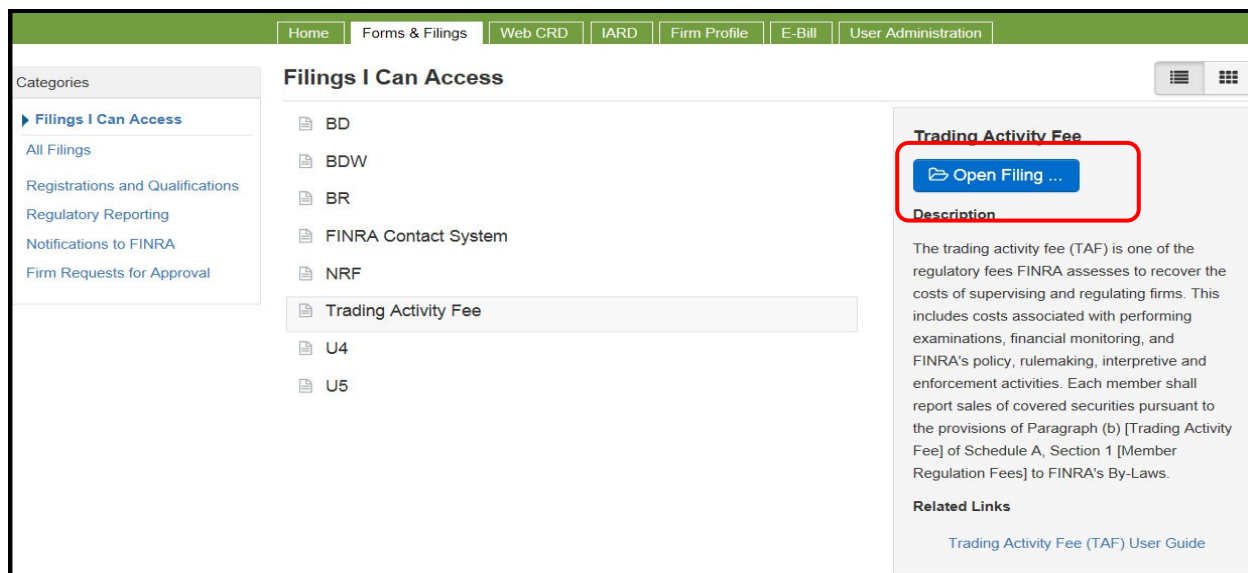 Home Forms & Filings Web CRD IARD Firm Profile E-Bill User Administration
Categories
Filings I Can Access
All Filings
Registrations and Qualifications
Regulatory Reporting
Notifications to FINRA
Firm Requests for Approval
Filings I Can Access
BD
BDW
BR
FINRA Contact System
NRF
Trading Activity Fee
U4
U5
Trading Activity Fee
Open Filing ...
Description
The trading activity fee (TAF) is one of the
regulatory fees FINRA assesses to recover the
costs of supervising and regulating firms. This
includes costs associated with performing
examinations, financial monitoring, and
FINRA's policy, rulemaking, interpretive and
enforcement activities. Each member shall
report sales of covered securities pursuant to
the provisions of Paragraph (b) [Trading Activity
Fee] of Schedule A, Section 1 [Member
Regulation Fees] to FINRA's By-Laws.
Related Links
Trading Activity Fee (TAF) User Guide